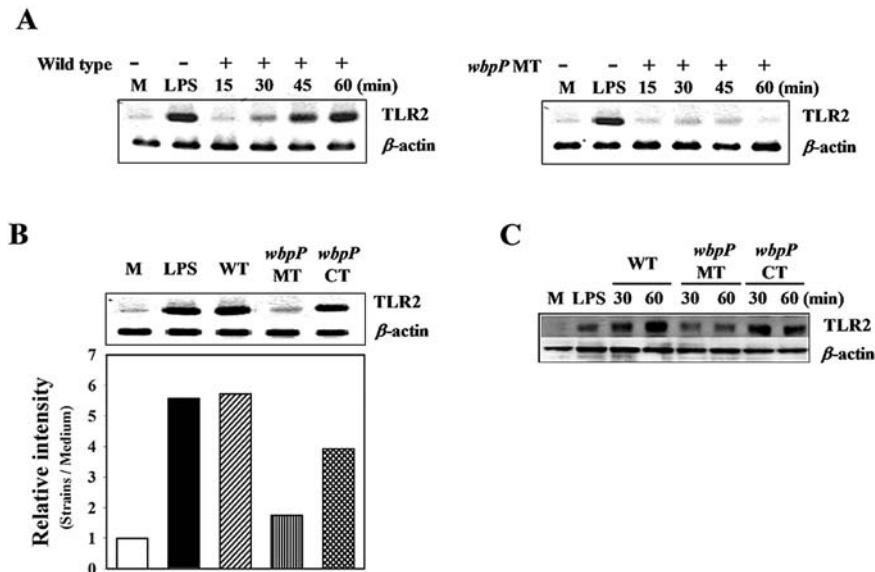 A
Wild type – – + + + +
M LPS 15 30 45 60 (min)
TLR2
β-actin
wbpP MT – – + + + +
M LPS 15 30 45 60 (min)
TLR2
β-actin
B
M LPS WT wbpP MT wbpP CT
TLR2
β-actin
Relative intensity
(Strains / Medium)
7
6
5
4
3
2
1
0
C
WT wbpP MT wbpP CT
M LPS 30 60 30 60 30 60 (min)
TLR2
β-actin